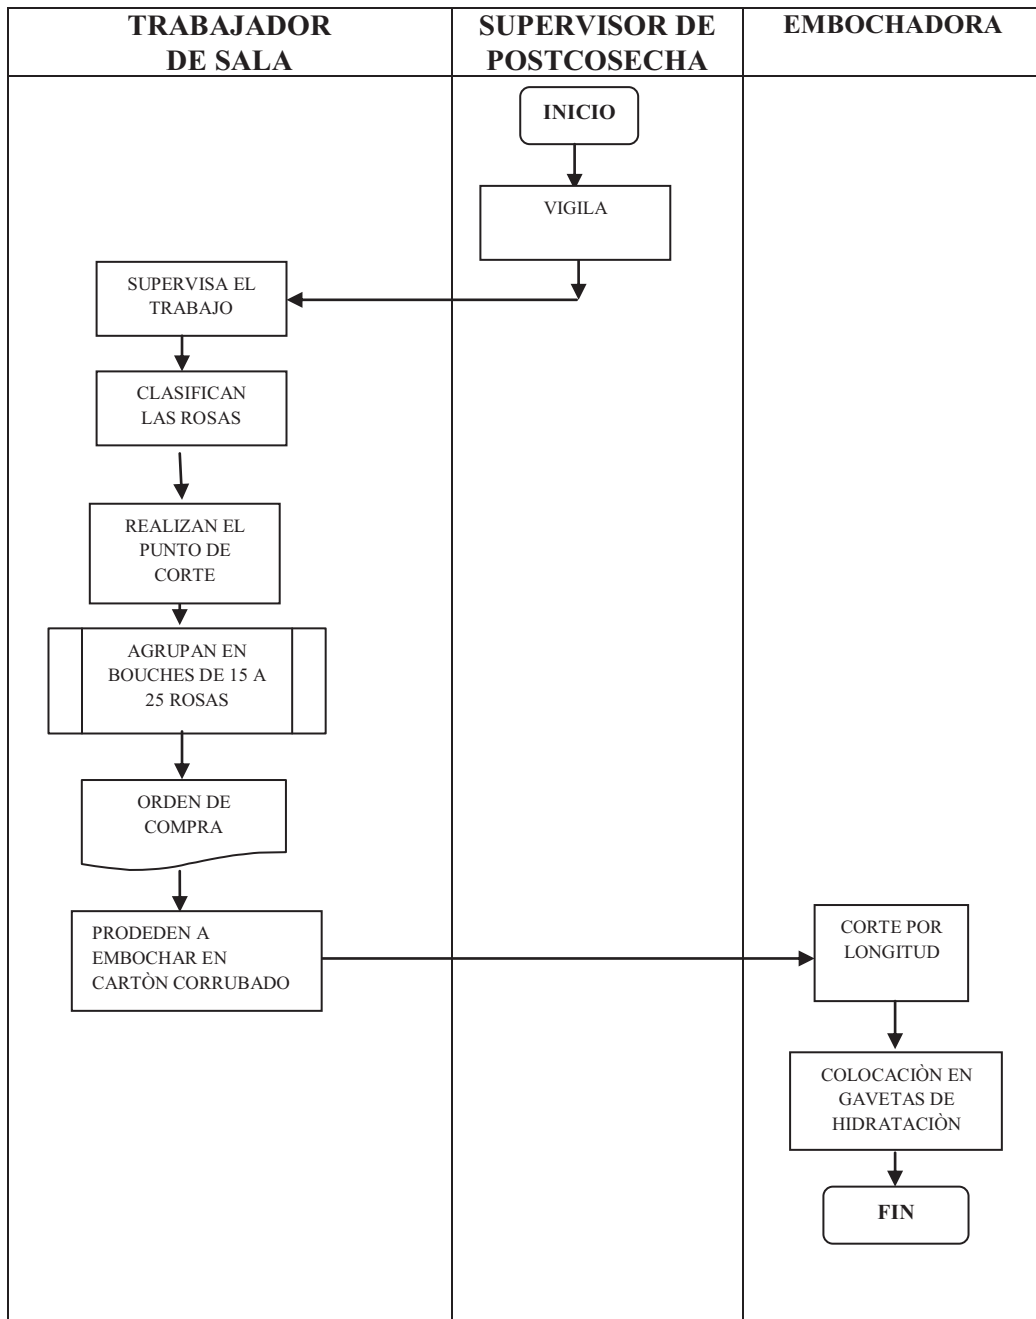 TRABAJADOR
DE SALA
SUPERVISOR DE
POSTCOSECHA
EMBOCHADORA
INICIO
VIGILA
SUPERVISA EL
TRABAJO
CLASIFICAN
LAS ROSAS
REALIZAN EL
PUNTO DE
CORTE
AGRUPAN EN
BOUCHES DE 15 A
25 ROSAS
ORDEN DE
COMPRA
PRODEDEN A
EMBOCHAR EN
CARTÒN CORRUBADO
CORTE POR
LONGITUD
COLOCACIÒN EN
GAVETAS DE
HIDRATACIÒN
FIN